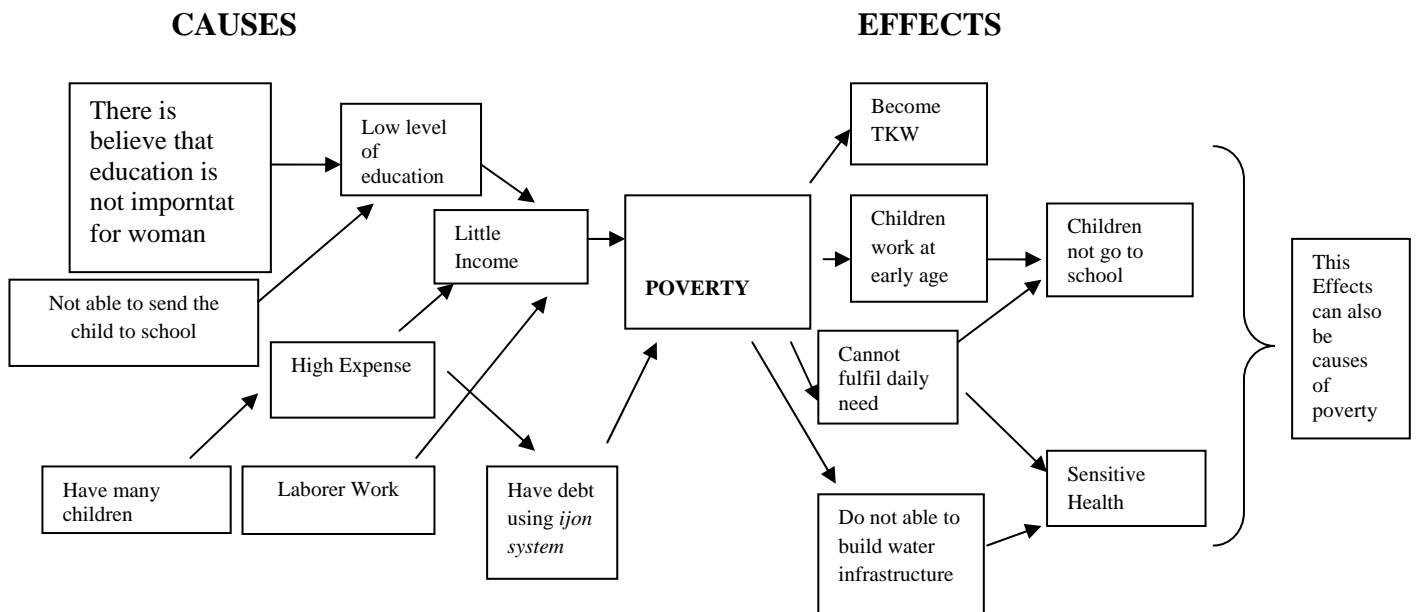 CAUSES
EFFECTS
There is
believe that
education is
not imporntat
for woman
Low level
of
education
Become
TKW
Little
Income
POVERTY
Children
work at
early age
Children
not go to
school
This
Effects
can also
be
causes
of
poverty
Not able to send the
child to school
High Expense
Cannot
fulfil daily
need
Have many
children
Laborer Work
Have debt
using ijon
system
Sensitive
Health
Do not able to
build water
infrastructure